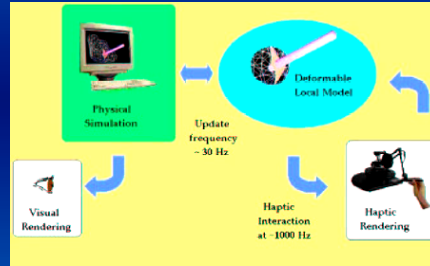 Physical
Simulation
Deformable
Local Model
Update
frequency
~ 30 Hz
Visual
Rendering
Haptic
Interaction
at ~1000 Hz
Haptic
Rendering